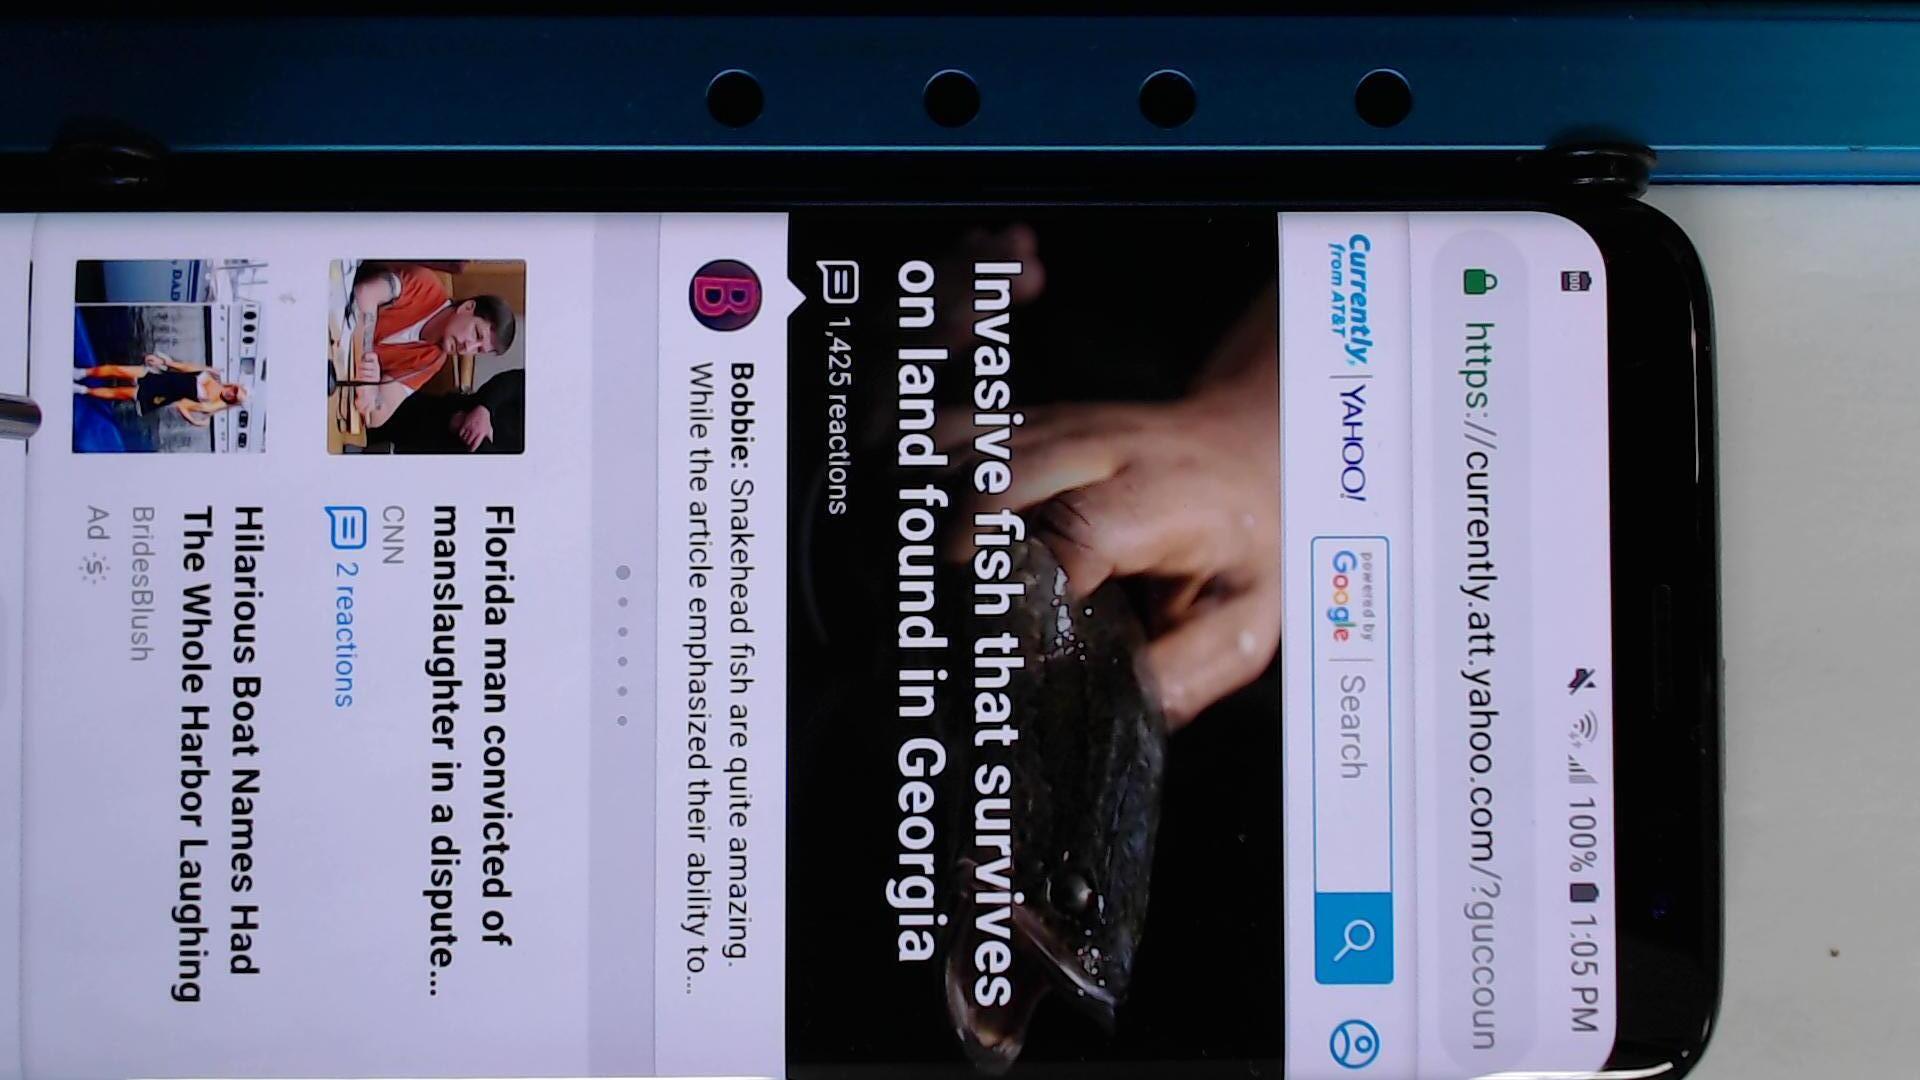 100% 1:05 PM
https://currently.att.yahoo.com/?guccoun
Currently,
from AT&T
YAHOO!
powered by
Google
Search
Invasive fish that survives
on land found in Georgia
1,425 reactions
B
Bobbie: Snakehead fish are quite amazing.
While the article emphasized their ability to...
Florida man convicted of
manslaughter in a dispute...
CNN
2 reactions
Hilarious Boat Names Had
The Whole Harbor Laughing
BridesBlush
Ad